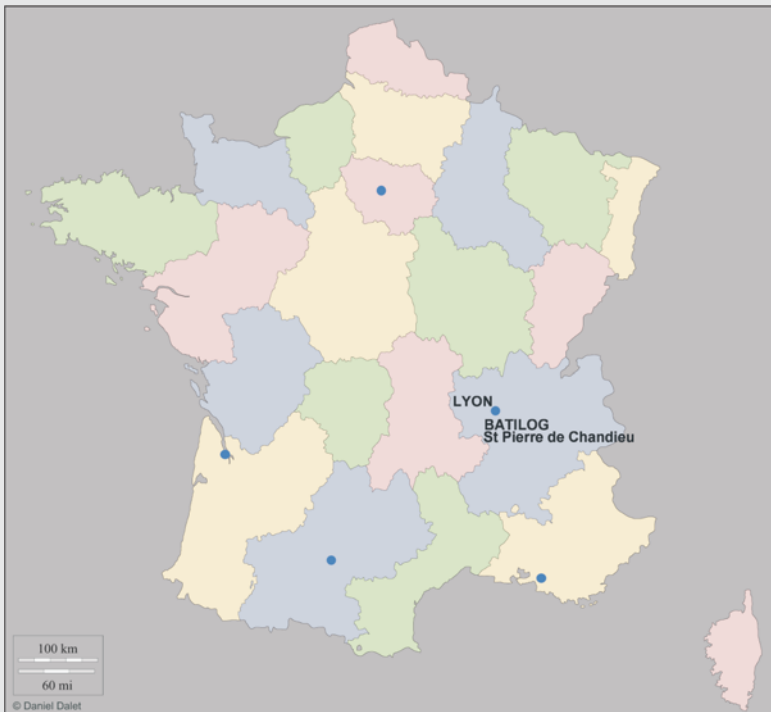 LYON
BATILOG
St Pierre de Chandieu
100 km
60 mi
© Daniel Dalet